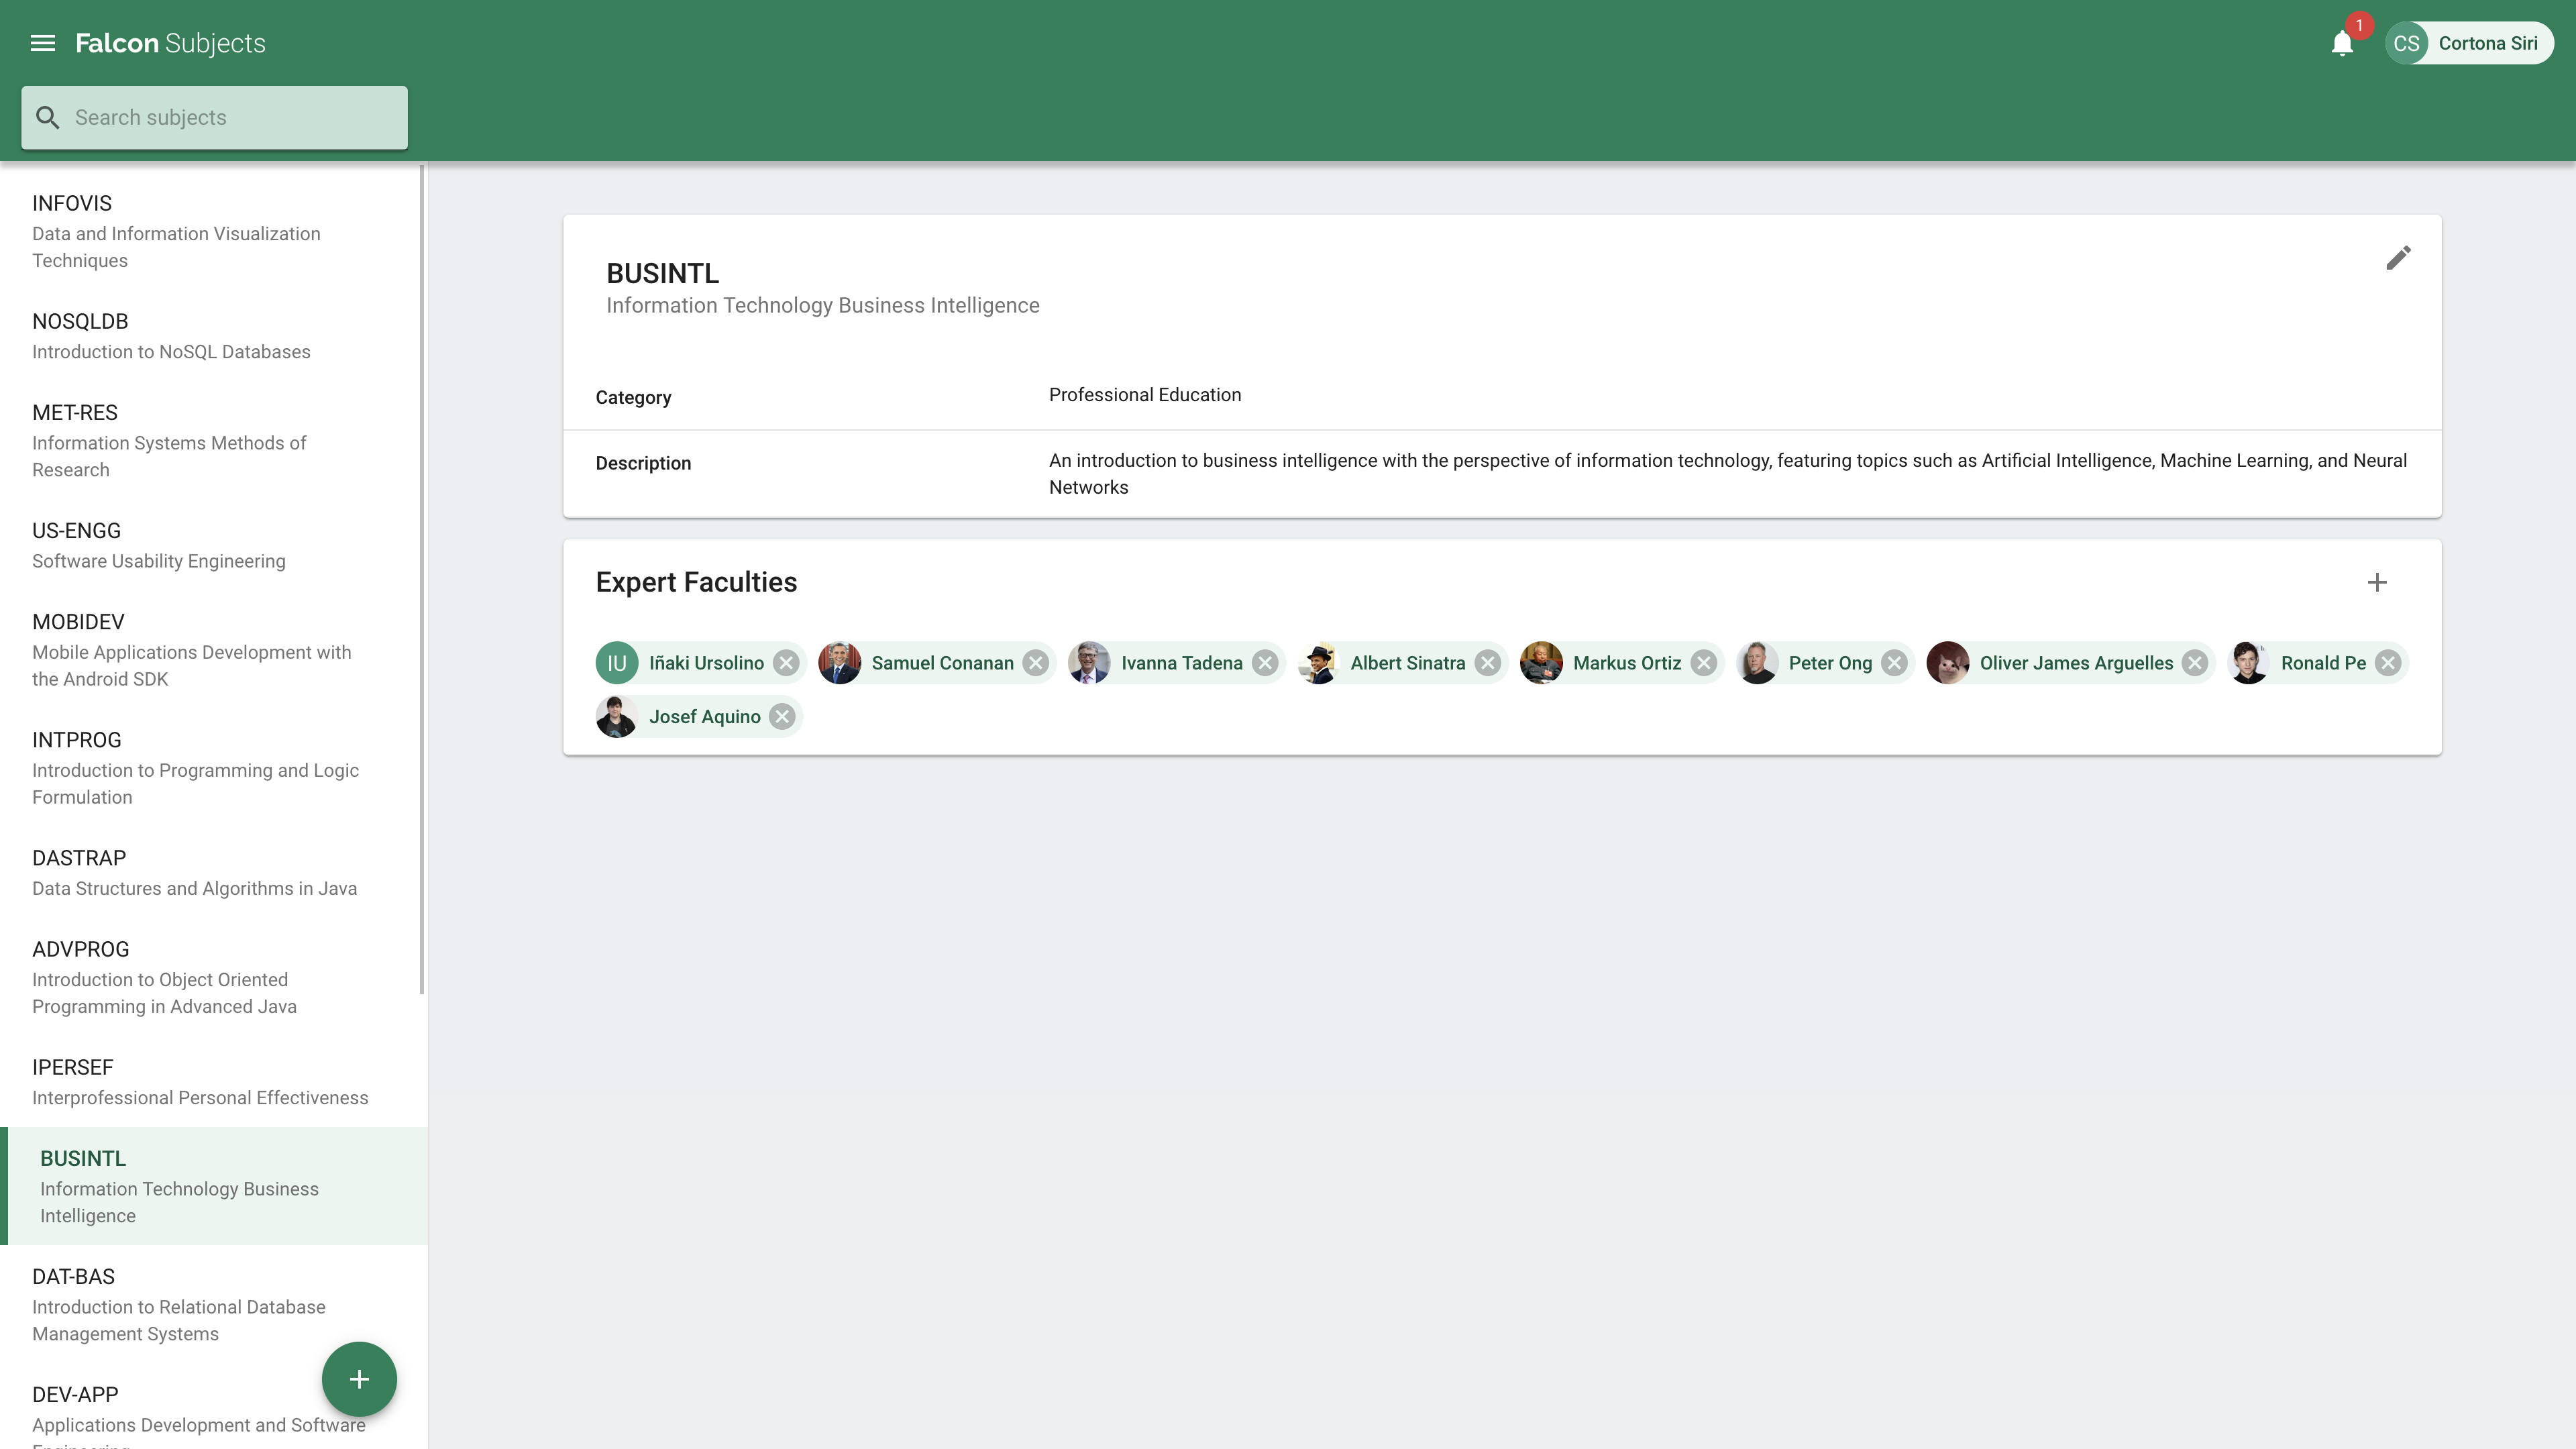 Falcon Subjects
1
CS Cortona Siri
Search subjects
INFOVIS
Data and Information Visualization
Techniques
NOSQLDB
Introduction to NoSQL Databases
MET-RES
Information Systems Methods of
Research
US-ENGG
Software Usability Engineering
MOBIDEV
Mobile Applications Development with
the Android SDK
INTPROG
Introduction to Programming and Logic
Formulation
DASTRAP
Data Structures and Algorithms in Java
ADVPROG
Introduction to Object Oriented
Programming in Advanced Java
IPERSEF
Interprofessional Personal Effectiveness
BUSINTL
Information Technology Business
Intelligence
DAT-BAS
Introduction to Relational Database
Management Systems
DEV-APP
Applications Development and Software
BUSINTL
Information Technology Business Intelligence
Category Professional Education
Description An introduction to business intelligence with the perspective of information technology, featuring topics such as Artificial Intelligence, Machine Learning, and Neural
Networks
Expert Faculties
IU Iñaki Ursolino Samuel Conanan Ivanna Tadena Albert Sinatra Markus Ortiz Peter Ong Oliver James Arguelles Ronald Pe
Josef Aquino